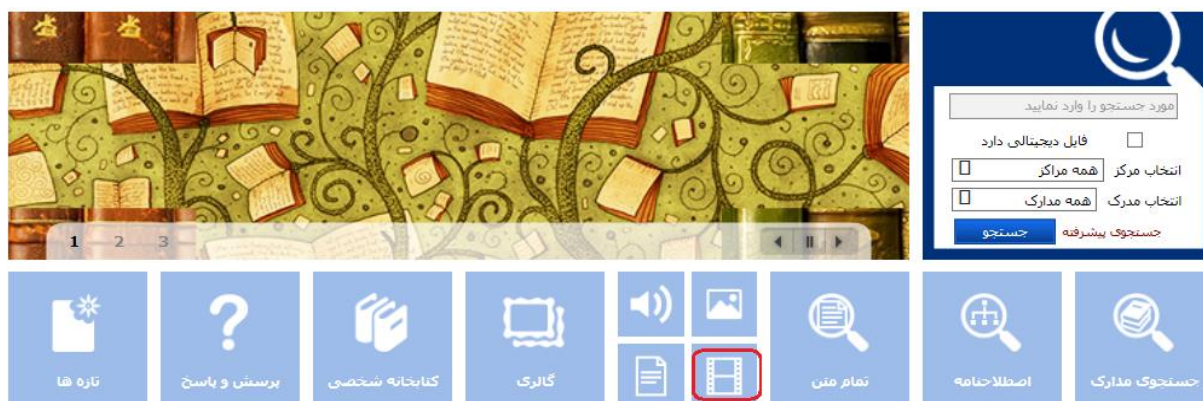 مورد جستجو را وارد نمایید
فایل دیجیتالی دارد
انتخاب مرکز همه مراکز
انتخاب مدرک همه مدارک
جستجوی پیشرفته جستجو
1 2 3
جستجوی مدارک
اصطلاحنامه
تمام متن
گالری
کتابخانه شخصی
پرسش و پاسخ
تازه ها